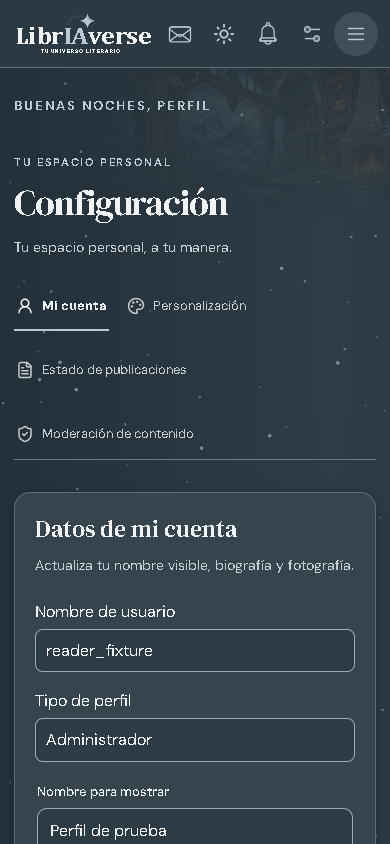 LibrIAverse
TU UNIVERSO LITERARIO
BUENAS NOCHES, PERFIL
TU ESPACIO PERSONAL
Configuración
Tu espacio personal, a tu manera.
Mi cuenta Personalización
Estado de publicaciones
Moderación de contenido
Datos de mi cuenta
Actualiza tu nombre visible, biografía y fotografía.
Nombre de usuario
reader_fixture
Tipo de perfil
Administrador
Nombre para mostrar
Perfil de prueba